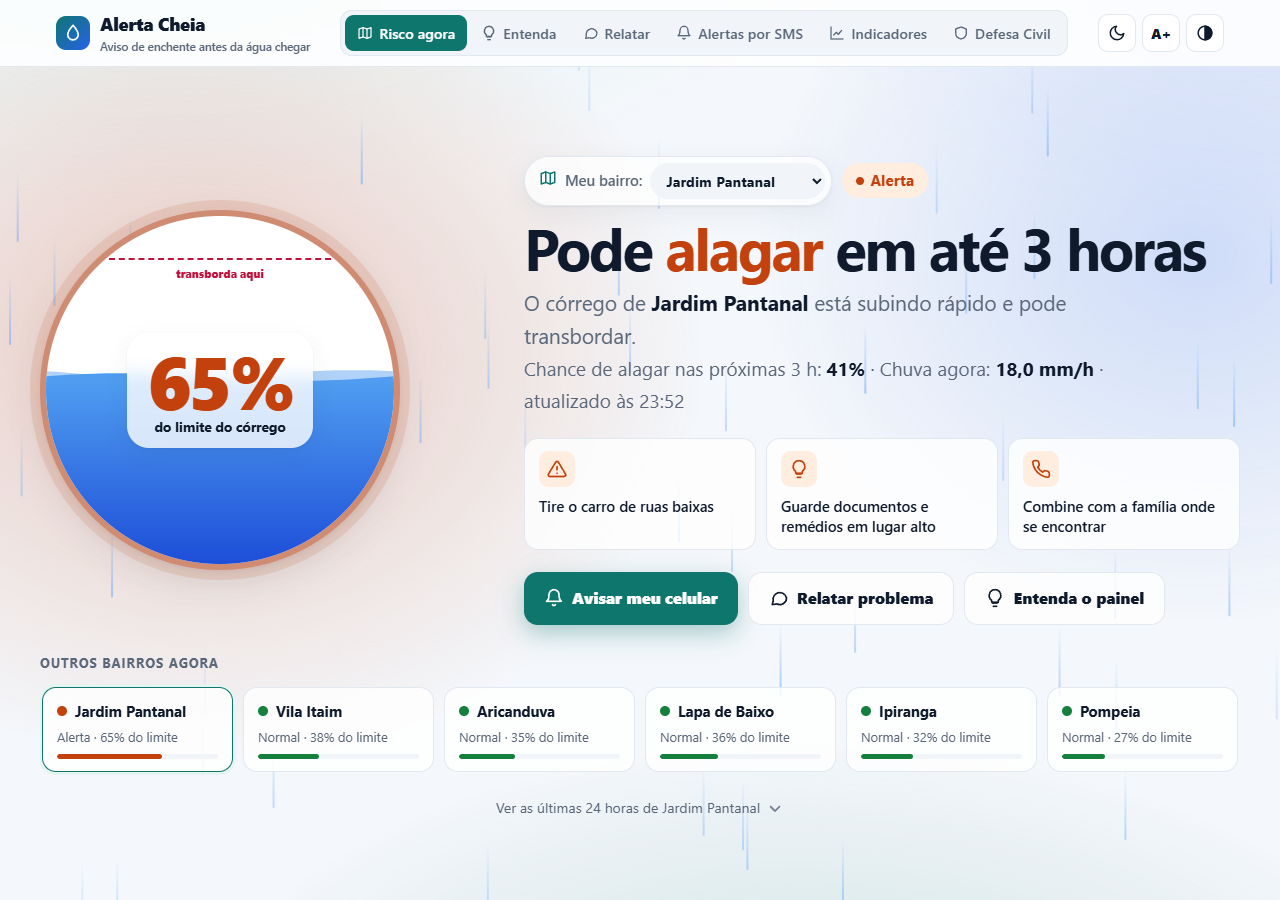 Alerta Cheia
Aviso de enchente antes da água chegar
Risco agora
Entenda
Relatar
Alertas por SMS
Indicadores
Defesa Civil
A+
transborda aqui
65%
do limite do córrego
Meu bairro:
Jardim Pantanal
Alerta
Pode alagar em até 3 horas
O córrego de Jardim Pantanal está subindo rápido e pode
transbordar.
Chance de alagar nas próximas 3 h: 41% · Chuva agora: 18,0 mm/h ·
atualizado às 23:52
Tire o carro de ruas baixas
Guarde documentos e
remédios em lugar alto
Combine com a família onde
se encontrar
Avisar meu celular
Relatar problema
Entenda o painel
OUTROS BAIRROS AGORA
Jardim Pantanal
Alerta · 65% do limite
Vila Itaim
Normal · 38% do limite
Aricanduva
Normal · 35% do limite
Lapa de Baixo
Normal · 36% do limite
Ipiranga
Normal · 32% do limite
Pompeia
Normal · 27% do limite
Ver as últimas 24 horas de Jardim Pantanal